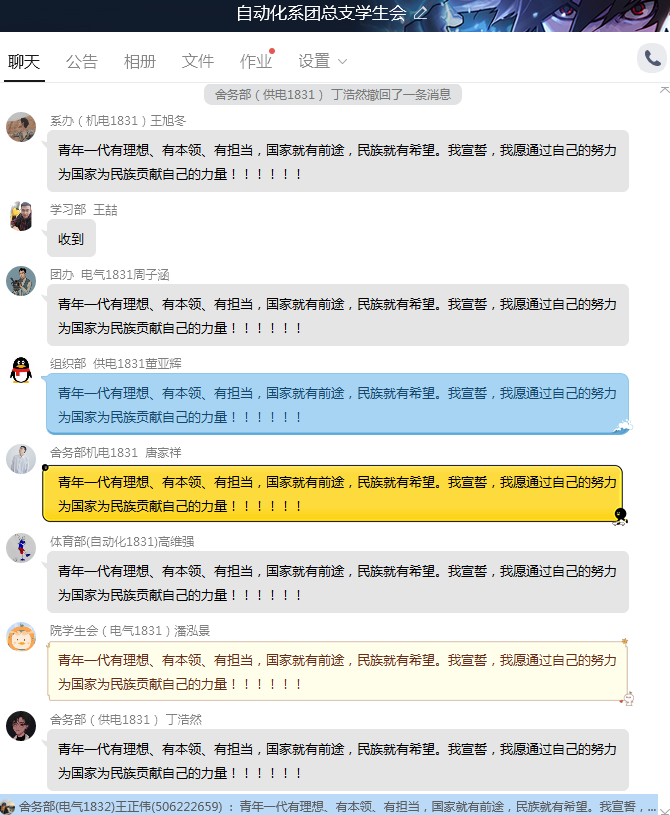 自动化系团总支学生会
聊天 公告 相册 文件 作业 设置
舍务部（供电1831） 丁浩然撤回了一条消息
系办（机电1831）王旭冬
青年一代有理想、有本领、有担当，国家就有前途，民族就有希望。我宣誓，我愿通过自己的努力
为国家为民族贡献自己的力量！！！！！！
学习部 王喆
收到
团办 电气1831周子涵
青年一代有理想、有本领、有担当，国家就有前途，民族就有希望。我宣誓，我愿通过自己的努力
为国家为民族贡献自己的力量！！！！！！
组织部 供电1831董亚辉
青年一代有理想、有本领、有担当，国家就有前途，民族就有希望。我宣誓，我愿通过自己的努力
为国家为民族贡献自己的力量！！！！！！
舍务部机电1831 唐家祥
青年一代有理想、有本领、有担当，国家就有前途，民族就有希望。我宣誓，我愿通过自己的努力
为国家为民族贡献自己的力量！！！！！！
体育部(自动化1831)高维强
青年一代有理想、有本领、有担当，国家就有前途，民族就有希望。我宣誓，我愿通过自己的努力
为国家为民族贡献自己的力量！！！！！！
院学生会（电气1831）潘泓景
青年一代有理想、有本领、有担当，国家就有前途，民族就有希望。我宣誓，我愿通过自己的努力
为国家为民族贡献自己的力量！！！！！！
舍务部（供电1831） 丁浩然
青年一代有理想、有本领、有担当，国家就有前途，民族就有希望。我宣誓，我愿通过自己的努力
为国家为民族贡献自己的力量！！！！！！
舍务部(电气1832)王正伟(506222659) ：青年一代有理想、有本领、有担当，国家就有前途，民族就有希望。我宣誓，...